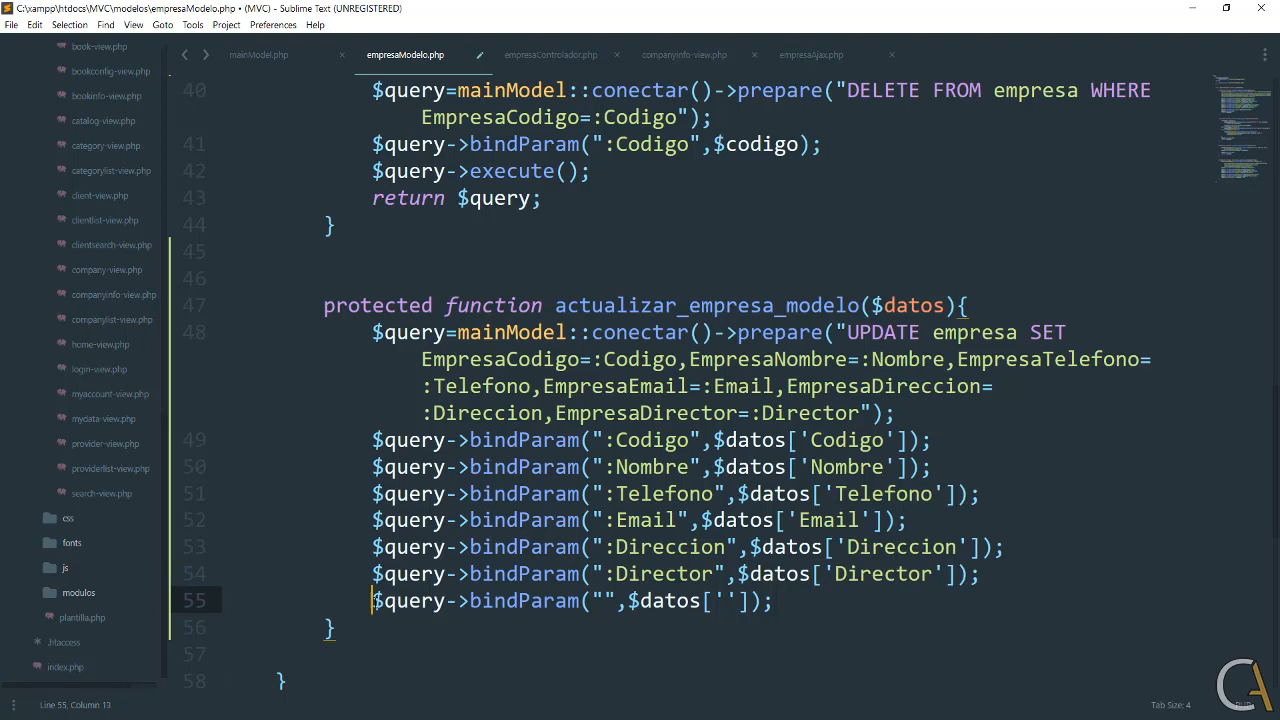 C:\xampp\htdocs\MVC\modelos\empresaModelo.php • (MVC) - Sublime Text (UNREGISTERED)
File Edit Selection Find View Goto Tools Project Preferences Help
book-view.php
bookconfig-view.php
bookinfo-view.php
catalog-view.php
category-view.php
categorylist-view.php
client-view.php
clientlist-view.php
clientsearch-view.php
company-view.php
companyinfo-view.php
companylist-view.php
home-view.php
login-view.php
myaccount-view.php
mydata-view.php
provider-view.php
providerlist-view.php
search-view.php
css
fonts
js
modulos
plantilla.php
.htaccess
index.php
mainModel.php empresaModelo.php empresaControlador.php companyinfo-view.php empresaAjax.php
40 $query=mainModel::conectar()->prepare("DELETE FROM empresa WHERE
EmpresaCodigo=:Codigo");
41 $query->bindParam(":Codigo",$codigo);
42 $query->execute();
43 return $query;
44 }
45
46
47 protected function actualizar_empresa_modelo($datos){
48 $query=mainModel::conectar()->prepare("UPDATE empresa SET
EmpresaCodigo=:Codigo,EmpresaNombre=:Nombre,EmpresaTelefono=
:Telefono,EmpresaEmail=:Email,EmpresaDireccion=
:Direccion,EmpresaDirector=:Director");
49 $query->bindParam(":Codigo",$datos['Codigo']);
50 $query->bindParam(":Nombre",$datos['Nombre']);
51 $query->bindParam(":Telefono",$datos['Telefono']);
52 $query->bindParam(":Email",$datos['Email']);
53 $query->bindParam(":Direccion",$datos['Direccion']);
54 $query->bindParam(":Director",$datos['Director']);
55 $query->bindParam("",$datos['']);
56 }
57
58 }
Line 55, Column 13
Tab Size: 4
CA